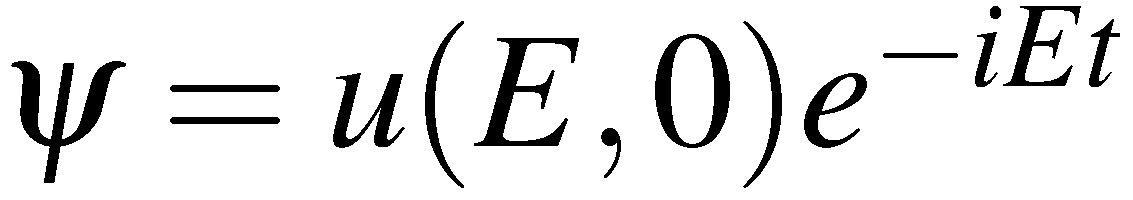 ψ = u(E,0)e^{-iEt}